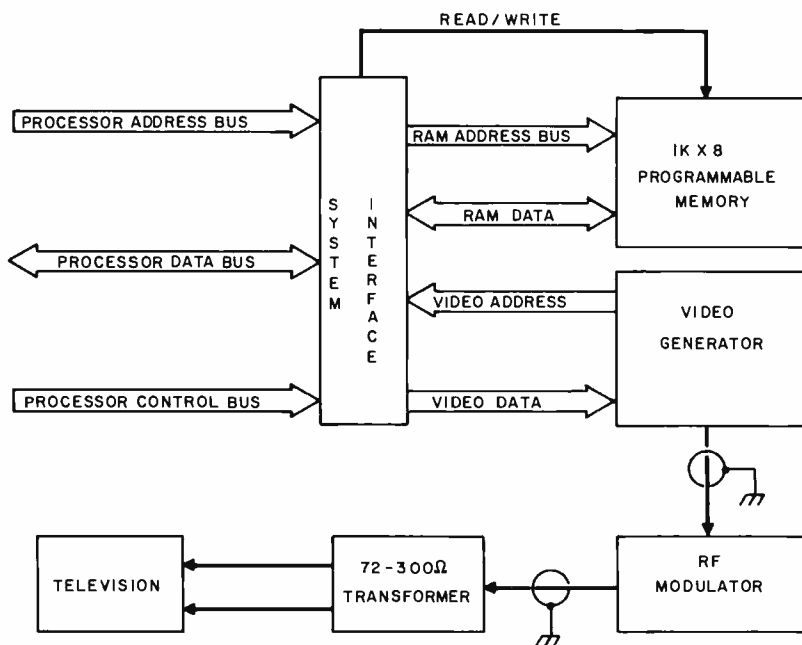 READ/WRITE
PROCESSOR ADDRESS BUS
RAM ADDRESS BUS
1K X 8
PROGRAMMABLE
MEMORY
SYSTEM
INTERFACE
RAM DATA
PROCESSOR DATA BUS
VIDEO ADDRESS
VIDEO
GENERATOR
PROCESSOR CONTROL BUS
VIDEO DATA
TELEVISION
72-300Ω
TRANSFORMER
RF
MODULATOR